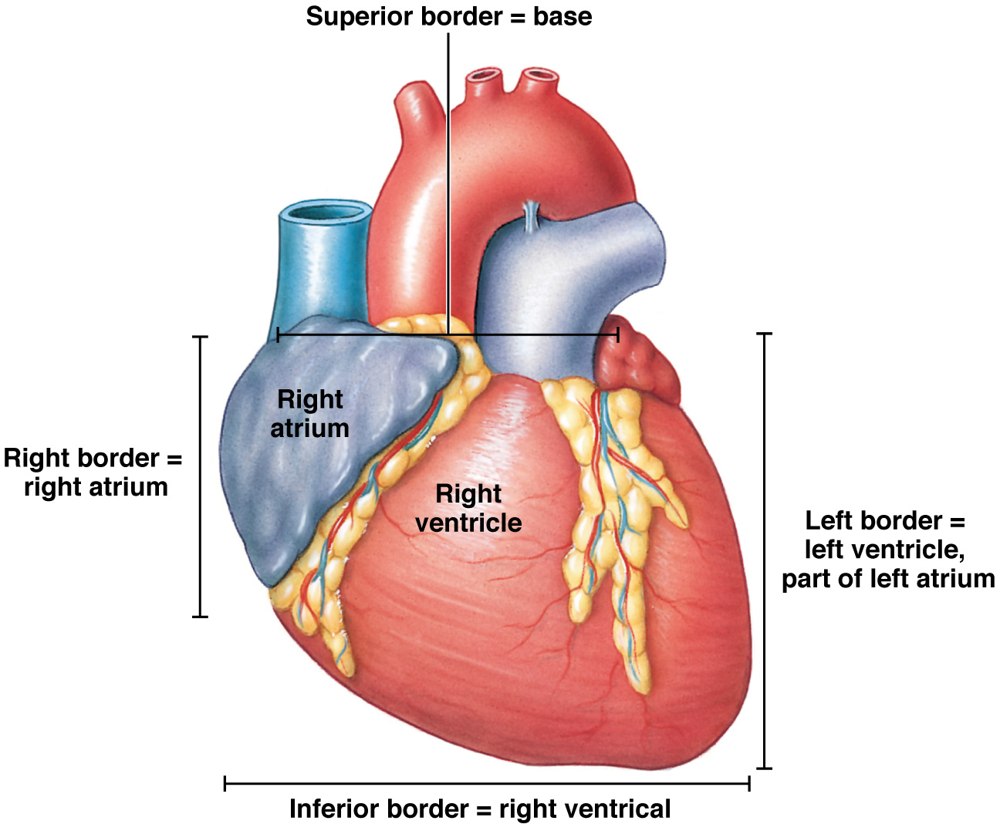 Superior border = base
Right
atrium
Right border =
right atrium
Right
ventricle
Left border =
left ventricle,
part of left atrium
Inferior border = right ventrical